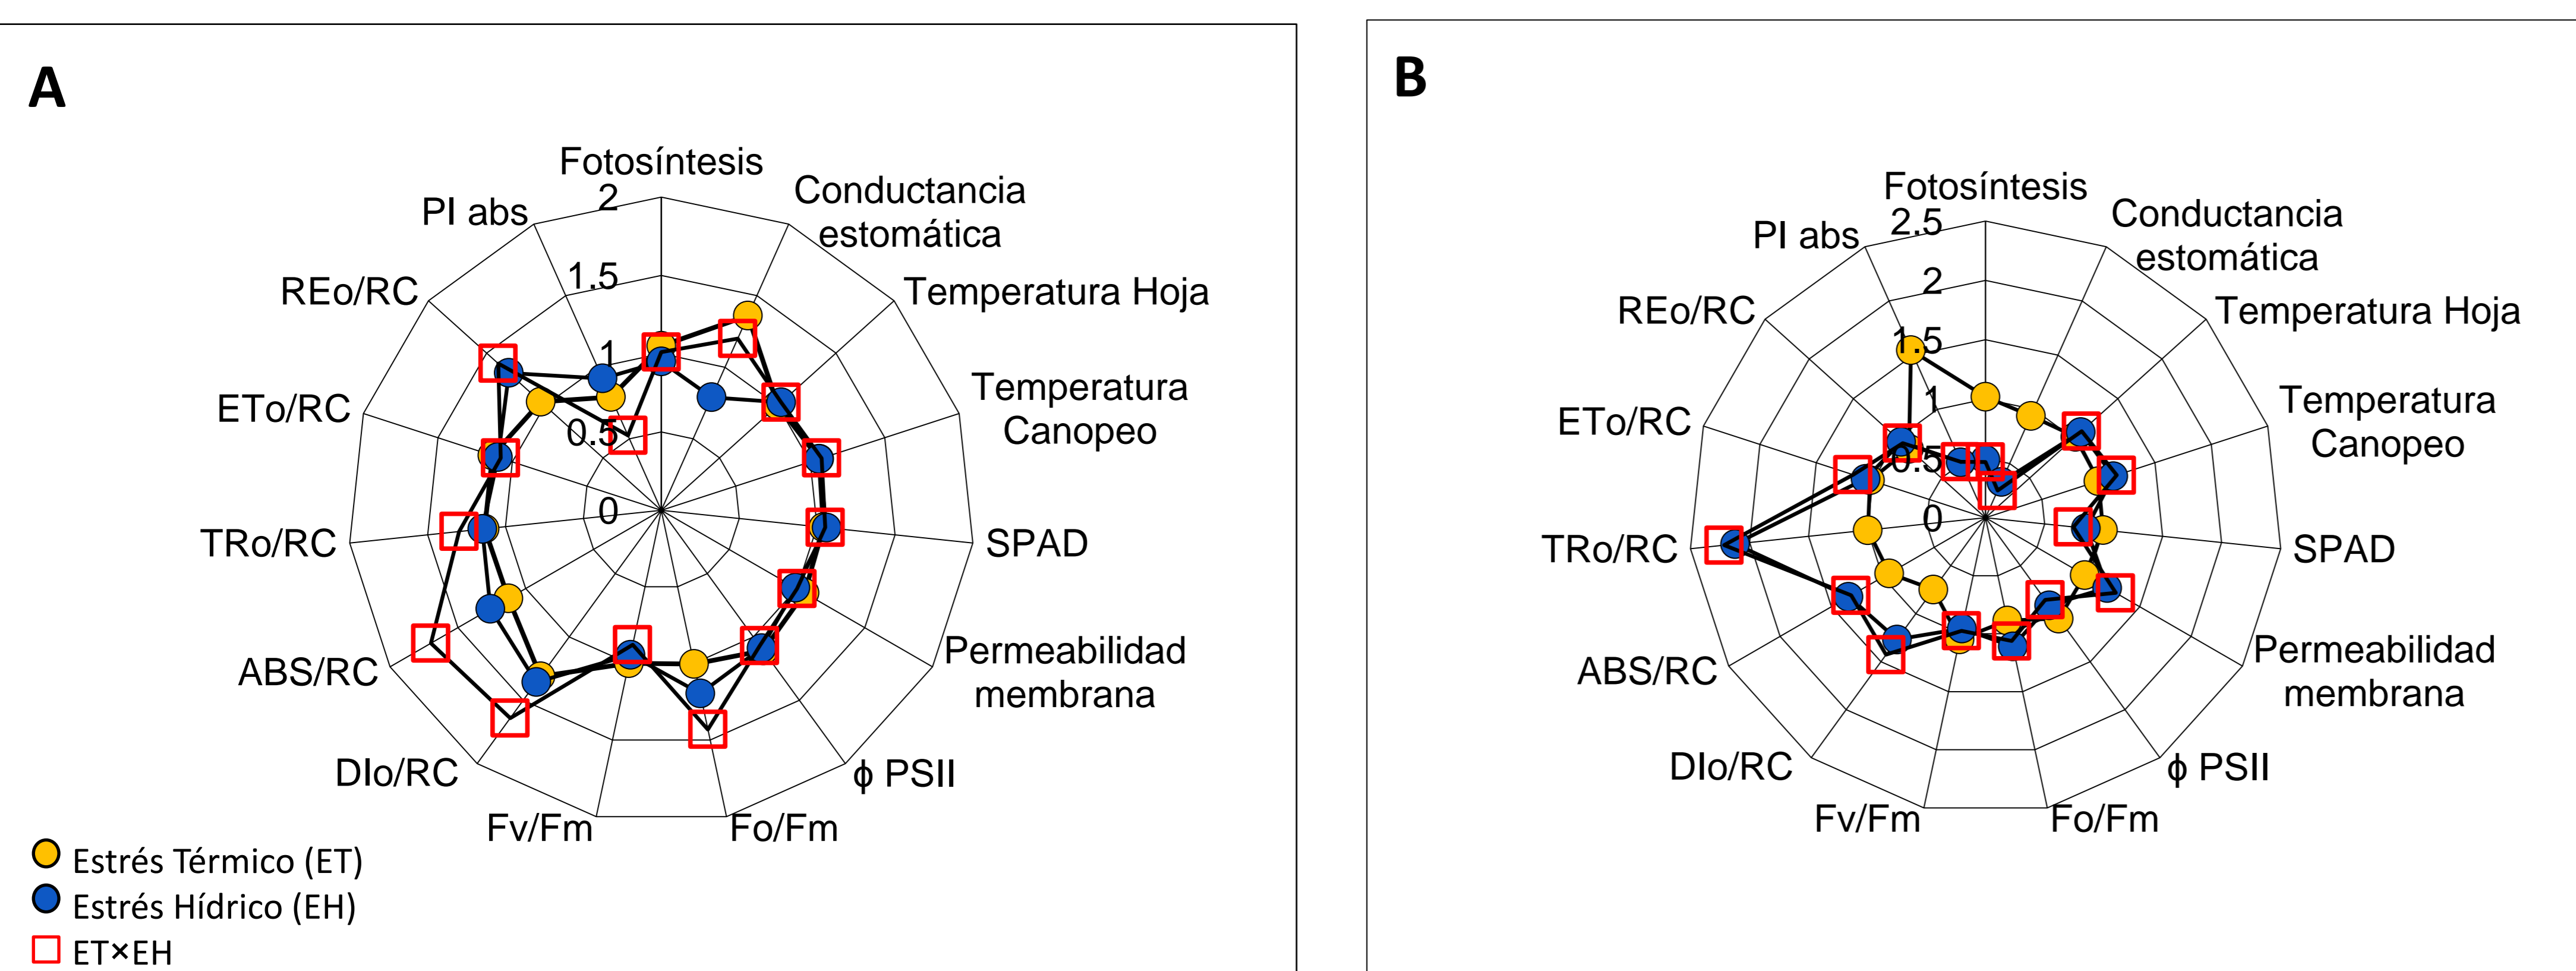 A
Fotosíntesis
2
Conductancia
estomática
PI abs
1.5
REo/RC
Temperatura Hoja
1
Temperatura
Canopeo
ETo/RC
0.5
0
TRo/RC
SPAD
ABS/RC
Permeabilidad
membrana
DIo/RC
ϕ PSII
Fv/Fm
Fo/Fm
Estrés Térmico (ET)
Estrés Hídrico (EH)
ET×EH
B
Fotosíntesis
2.5
Conductancia
estomática
PI abs
2
REo/RC
Temperatura Hoja
1.5
1
Temperatura
Canopeo
ETo/RC
0.5
0
TRo/RC
SPAD
ABS/RC
Permeabilidad
membrana
DIo/RC
ϕ PSII
Fv/Fm
Fo/Fm